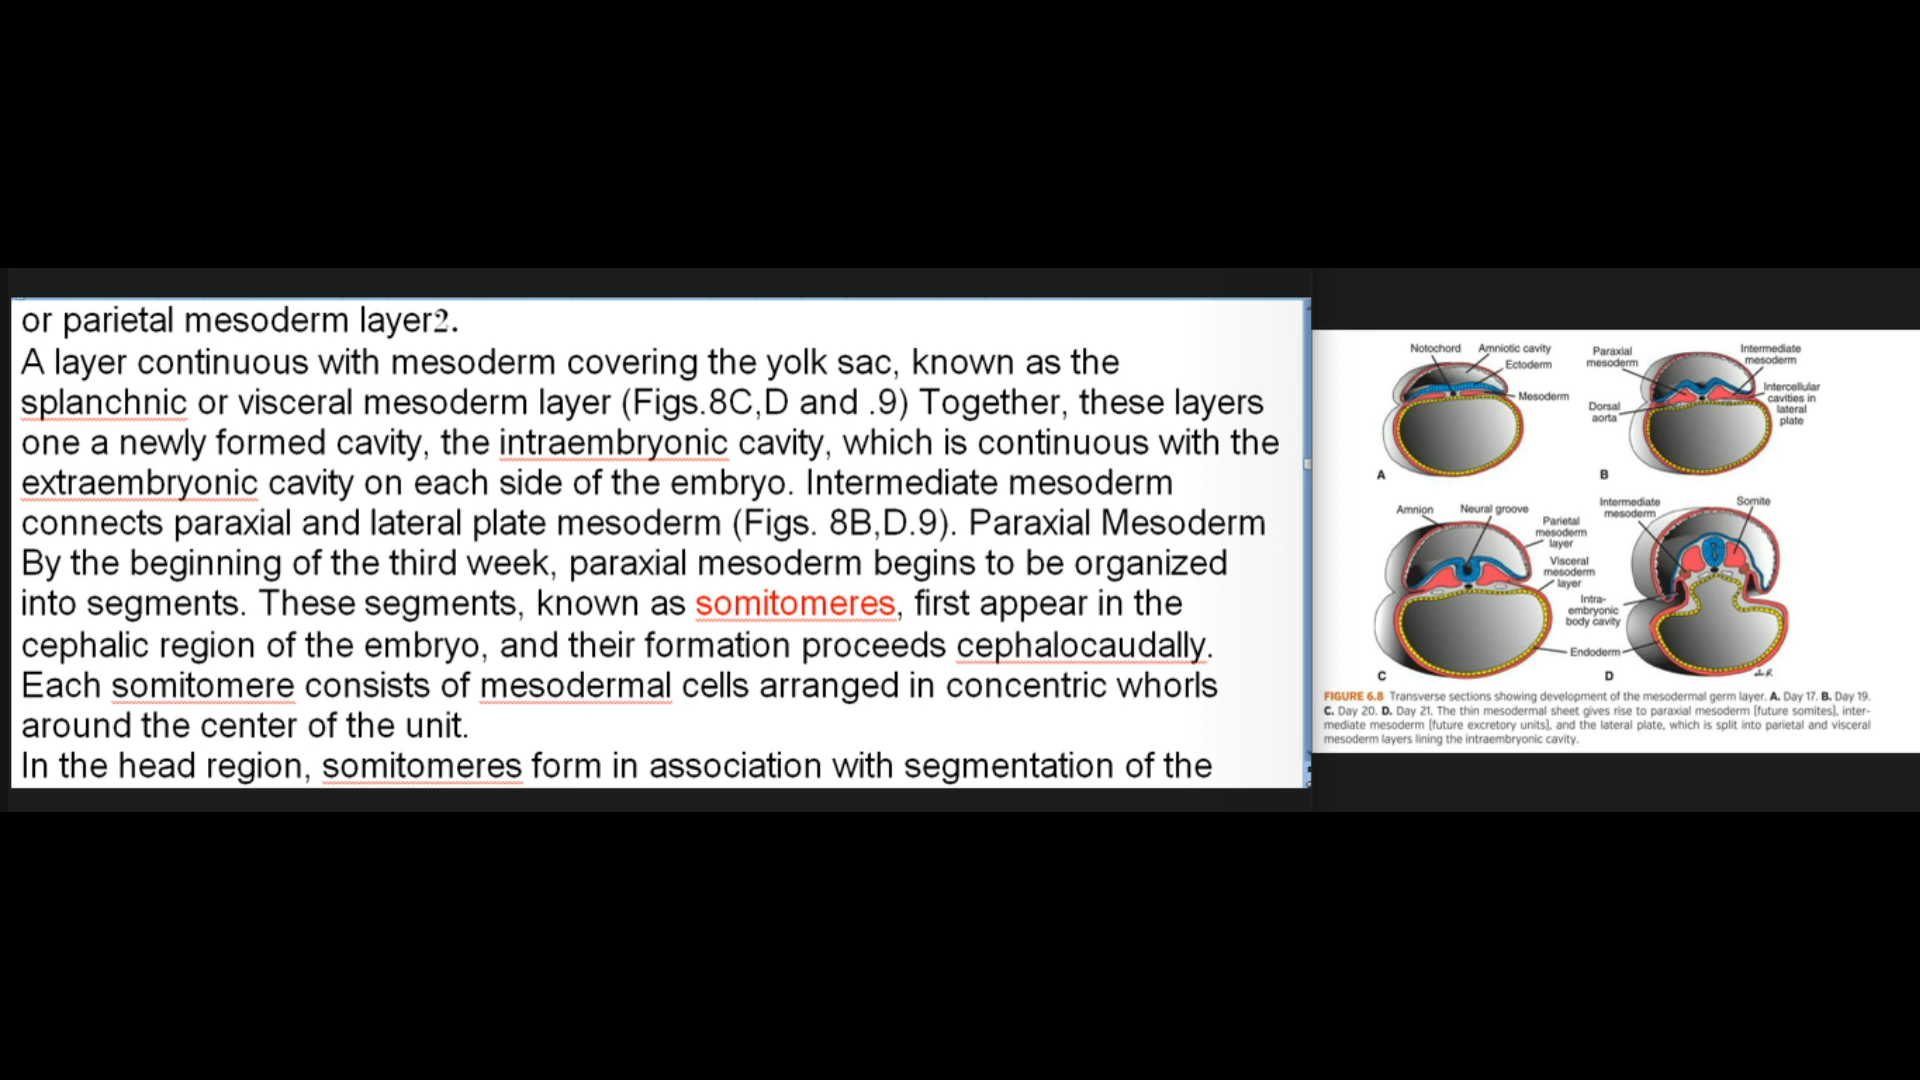 or parietal mesoderm layer2.
A layer continuous with mesoderm covering the yolk sac, known as the
splanchnic or visceral mesoderm layer (Figs.8C,D and .9) Together, these layers
one a newly formed cavity, the intraembryonic cavity, which is continuous with the
extraembryonic cavity on each side of the embryo. Intermediate mesoderm
connects paraxial and lateral plate mesoderm (Figs. 8B,D.9). Paraxial Mesoderm
By the beginning of the third week, paraxial mesoderm begins to be organized
into segments. These segments, known as somitomeres, first appear in the
cephalic region of the embryo, and their formation proceeds cephalocaudally.
Each somitomere consists of mesodermal cells arranged in concentric whorls
around the center of the unit.
In the head region, somitomeres form in association with segmentation of the
Notochord
Amniotic cavity
Ectoderm
Mesoderm
A
Paraxial
mesoderm
Intermediate
mesoderm
Intercellular
cavities in
lateral
plate
Dorsal
aorta
B
Amnion
Neural groove
Parietal
mesoderm
layer
Visceral
mesoderm
layer
Intra-
embryonic
body cavity
Endoderm
C
Intermediate
mesoderm
Somite
D
FIGURE 6.8 Transverse sections showing development of the mesodermal germ layer. A. Day 17. B. Day 19.
C. Day 20. D. Day 21. The thin mesodermal sheet gives rise to paraxial mesoderm (future somites), inter-
mediate mesoderm (future excretory units), and the lateral plate, which is split into parietal and visceral
mesoderm layers lining the intraembryonic cavity.